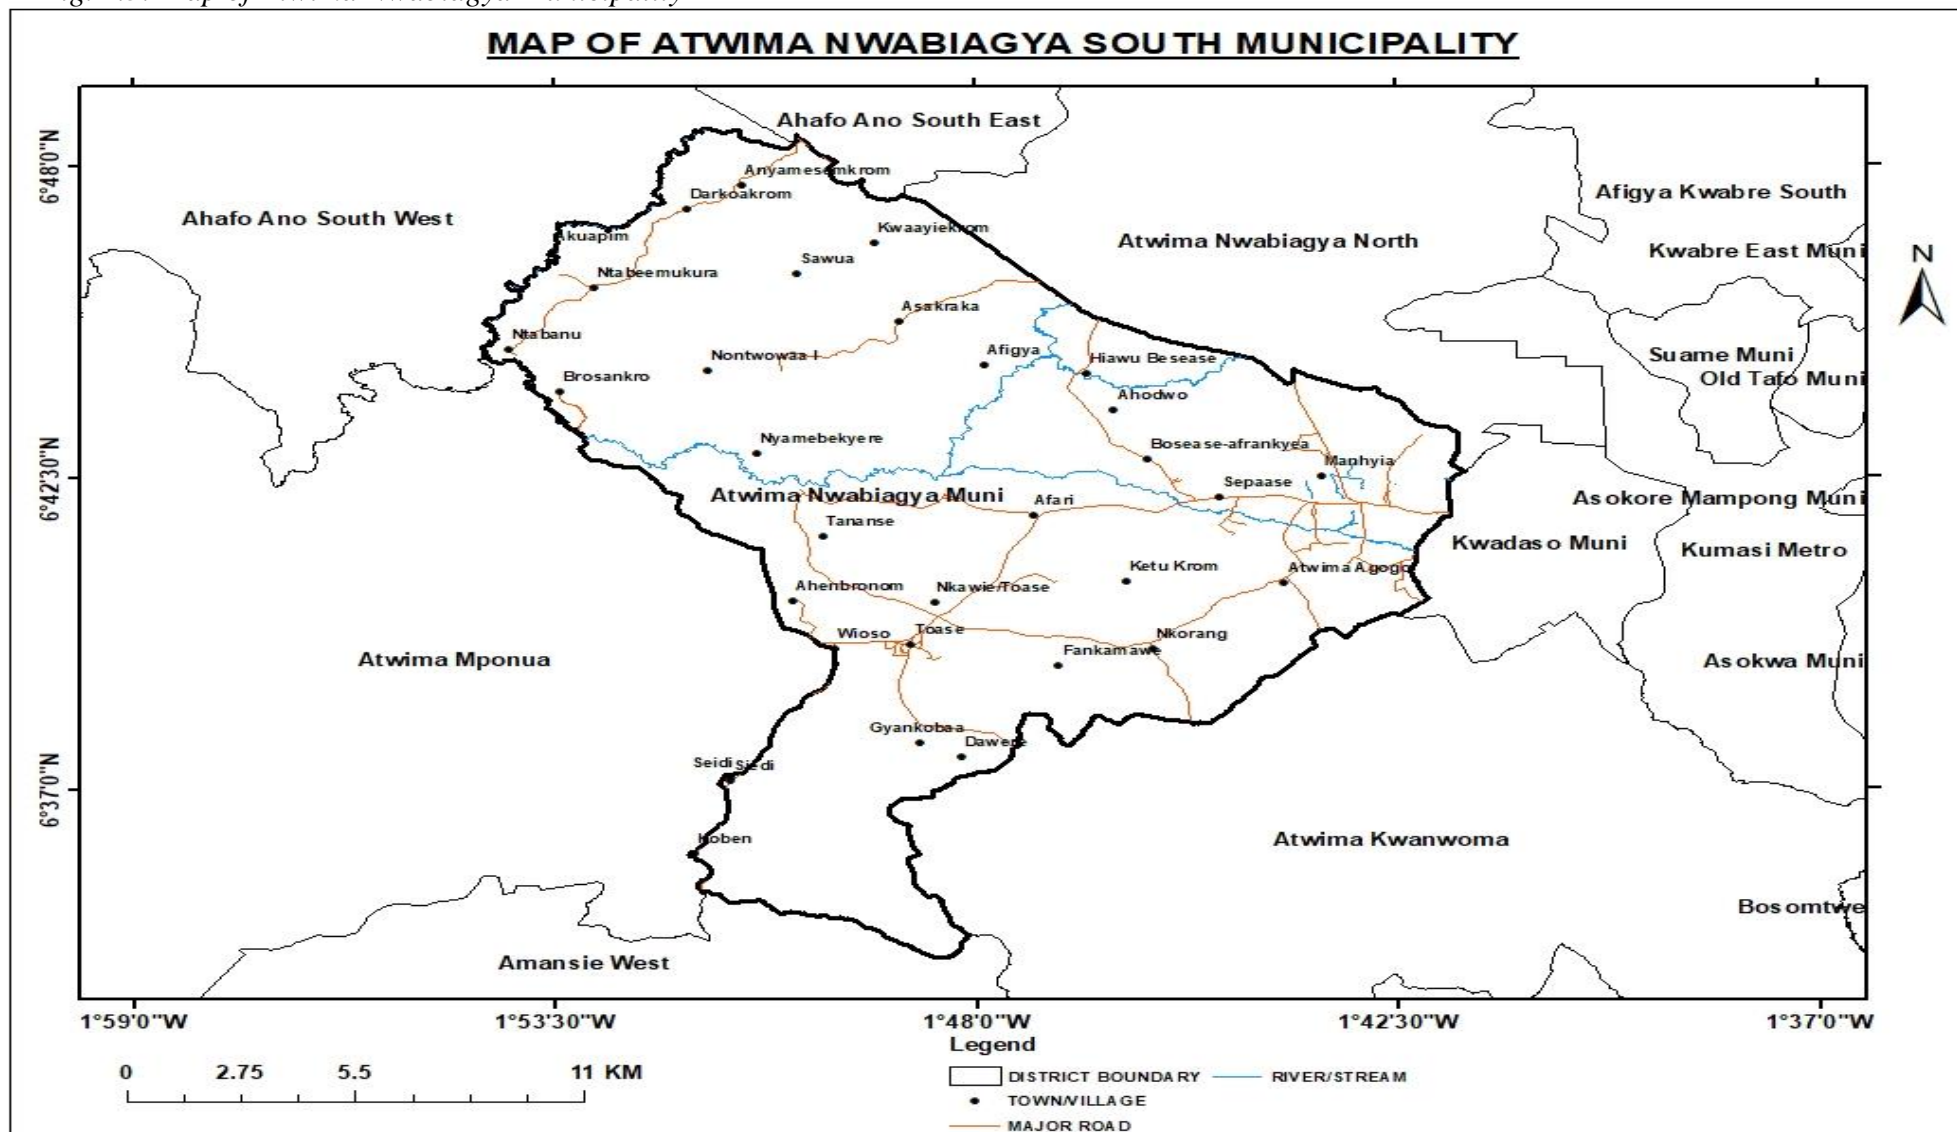 MAP OF ATWIMA NWABIAGYA SOUTH MUNICIPALITY
Ahafo Ano South East
6°48'0"N
Anyamesemkrom
Darkoakrom
Afigya Kwabre South
Ahafo Ano South West
Kwaayiekrom
Akuapim
Atwima Nwabiagya North
Kwabre East Muni
N
Sawua
Ntabeemukura
Asakraka
Ntabanu
Nontwowaa I
Afigya
Hiawu Besease
Suame Muni
Old Tafo Muni
Brosankro
Ahodwo
Nyamebekyere
Bosease-afrankyea
Manhyia
6°42'30"N
Sepaase
Atwima Nwabiagya Muni
Afari
Asokore Mampong Muni
Tananse
Kwadaso Muni
Kumasi Metro
Ketu Krom
Atwima Agogo
Ahenbronom
Nkawie/Toase
Wioso
Toase
Nkorang
Fankamawe
Atwima Mponua
Asokwa Muni
Gyankobaa
Dawere
Seidi
Siedi
6°37'0"N
Koben
Atwima Kwanwoma
Bosomtwe
Amansie West
1°59'0"W 1°53'30"W 1°48'0"W 1°42'30"W 1°37'0"W
Legend
0 2.75 5.5 11 KM
DISTRICT BOUNDARY RIVER/STREAM
TOWN/VILLAGE
MAJOR ROAD